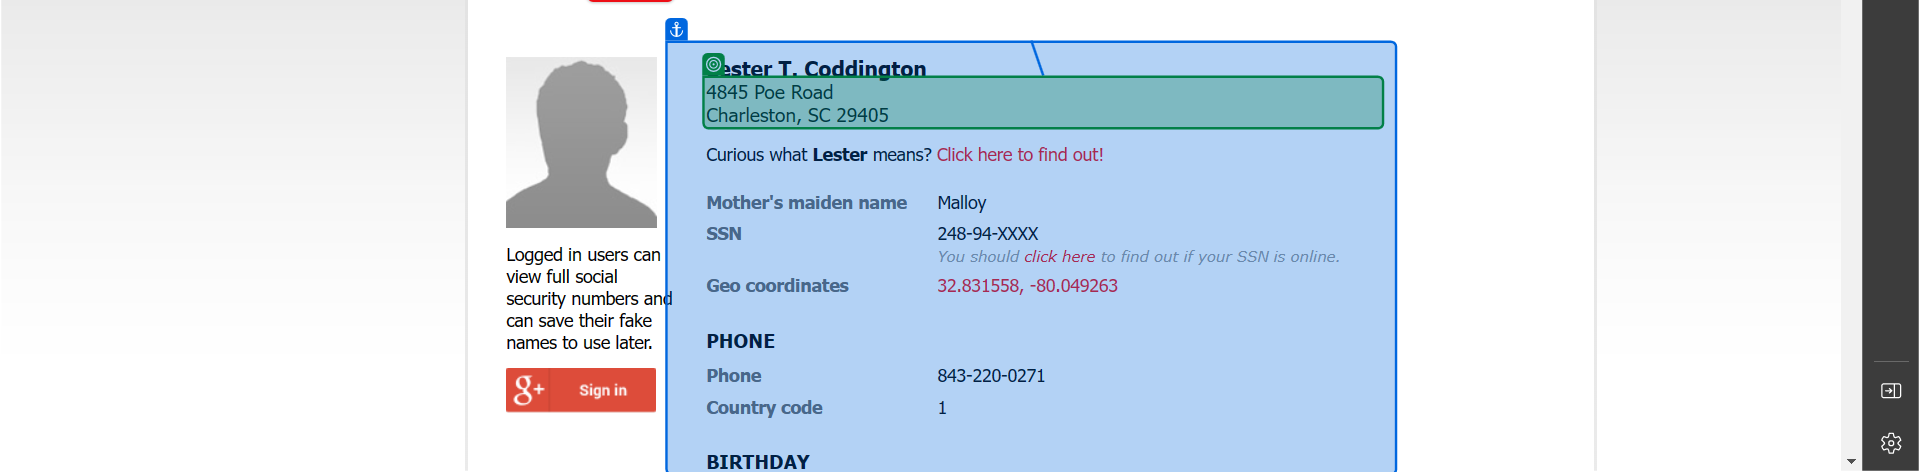 Lester T. Coddington
4845 Poe Road
Charleston, SC 29405
Curious what Lester means? Click here to find out!
Mother's maiden name Malloy
SSN 248-94-XXXX
You should click here to find out if your SSN is online.
Geo coordinates 32.831558, -80.049263
PHONE
Phone 843-220-0271
Country code 1
BIRTHDAY
Logged in users can
view full social
security numbers and
can save their fake
names to use later.
g+ Sign in